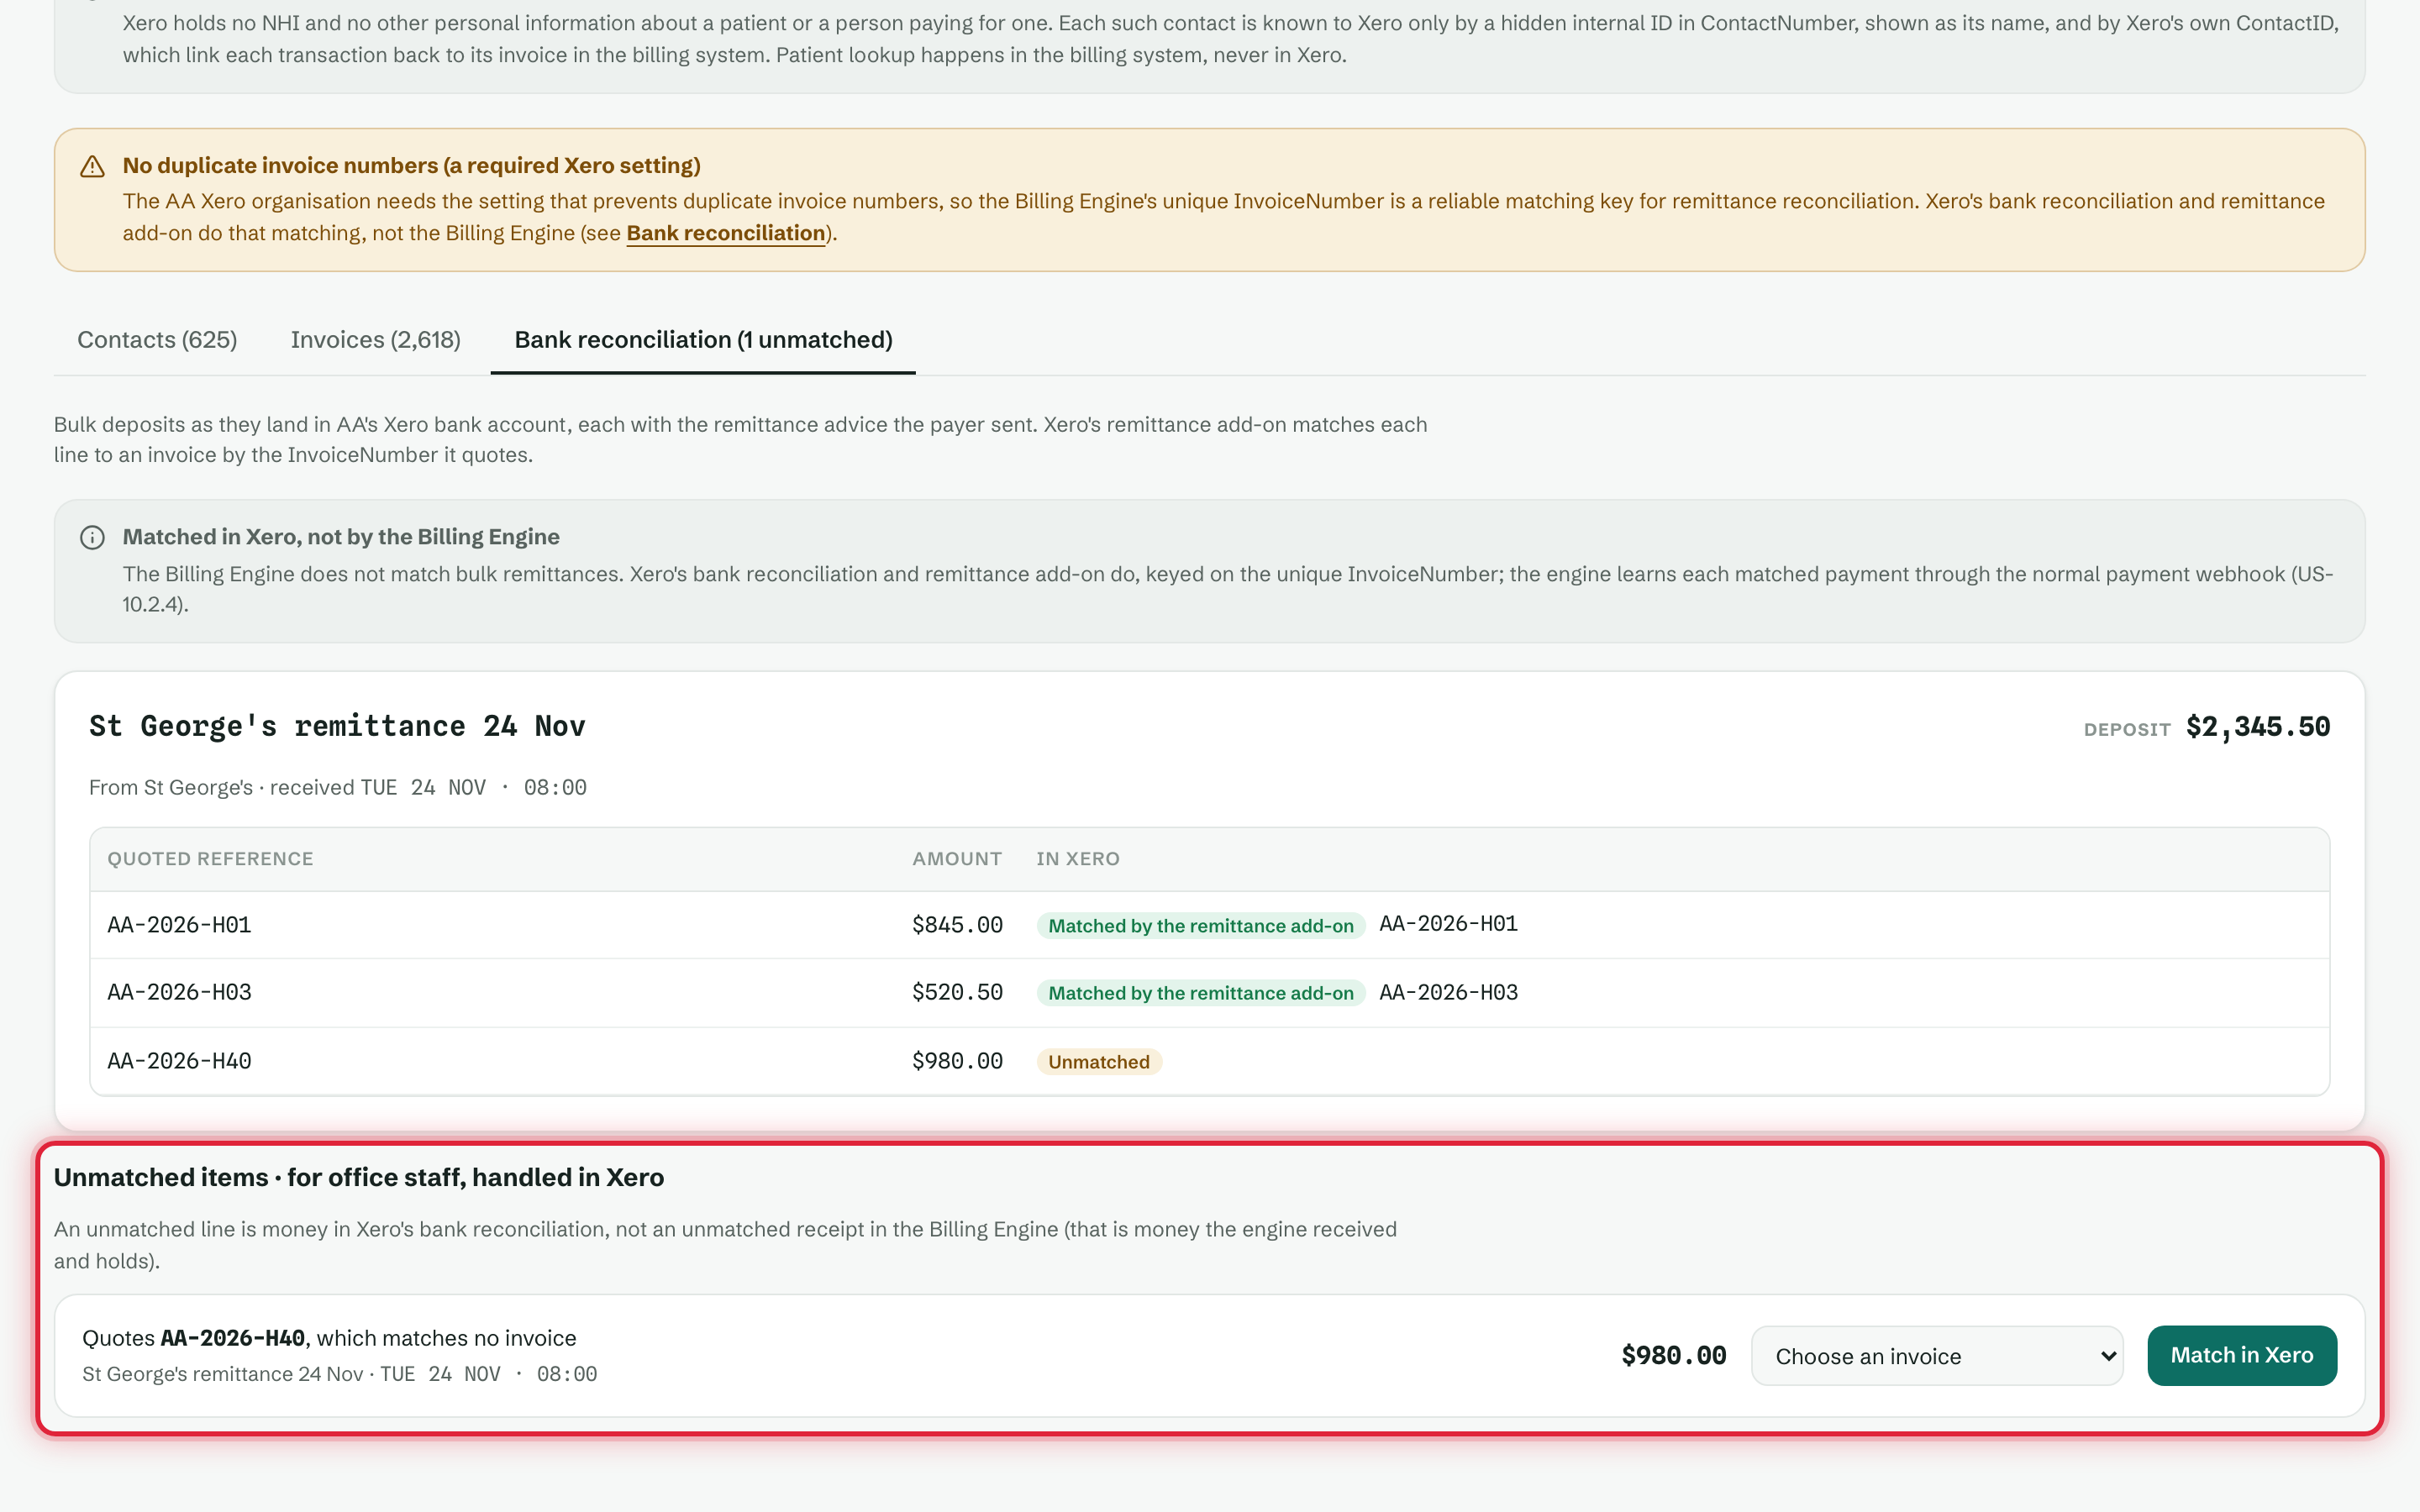 Xero holds no NHI and no other personal information about a patient or a person paying for one. Each such contact is known to Xero only by a hidden internal ID in ContactNumber, shown as its name, and by Xero's own ContactID,
which link each transaction back to its invoice in the billing system. Patient lookup happens in the billing system, never in Xero.
No duplicate invoice numbers (a required Xero setting)
The AA Xero organisation needs the setting that prevents duplicate invoice numbers, so the Billing Engine's unique InvoiceNumber is a reliable matching key for remittance reconciliation. Xero's bank reconciliation and remittance
add-on do that matching, not the Billing Engine (see Bank reconciliation).
Contacts (625) Invoices (2,618) Bank reconciliation (1 unmatched)
Bulk deposits as they land in AA's Xero bank account, each with the remittance advice the payer sent. Xero's remittance add-on matches each
line to an invoice by the InvoiceNumber it quotes.
Matched in Xero, not by the Billing Engine
The Billing Engine does not match bulk remittances. Xero's bank reconciliation and remittance add-on do, keyed on the unique InvoiceNumber; the engine learns each matched payment through the normal payment webhook (US-
10.2.4).
St George's remittance 24 Nov DEPOSIT $2,345.50
From St George's · received TUE 24 NOV · 08:00
QUOTED REFERENCE AMOUNT IN XERO
AA-2026-H01 $845.00 Matched by the remittance add-on AA-2026-H01
AA-2026-H03 $520.50 Matched by the remittance add-on AA-2026-H03
AA-2026-H40 $980.00 Unmatched
Unmatched items · for office staff, handled in Xero
An unmatched line is money in Xero's bank reconciliation, not an unmatched receipt in the Billing Engine (that is money the engine received
and holds).
Quotes AA-2026-H40, which matches no invoice
St George's remittance 24 Nov · TUE 24 NOV · 08:00
$980.00 Choose an invoice Match in Xero